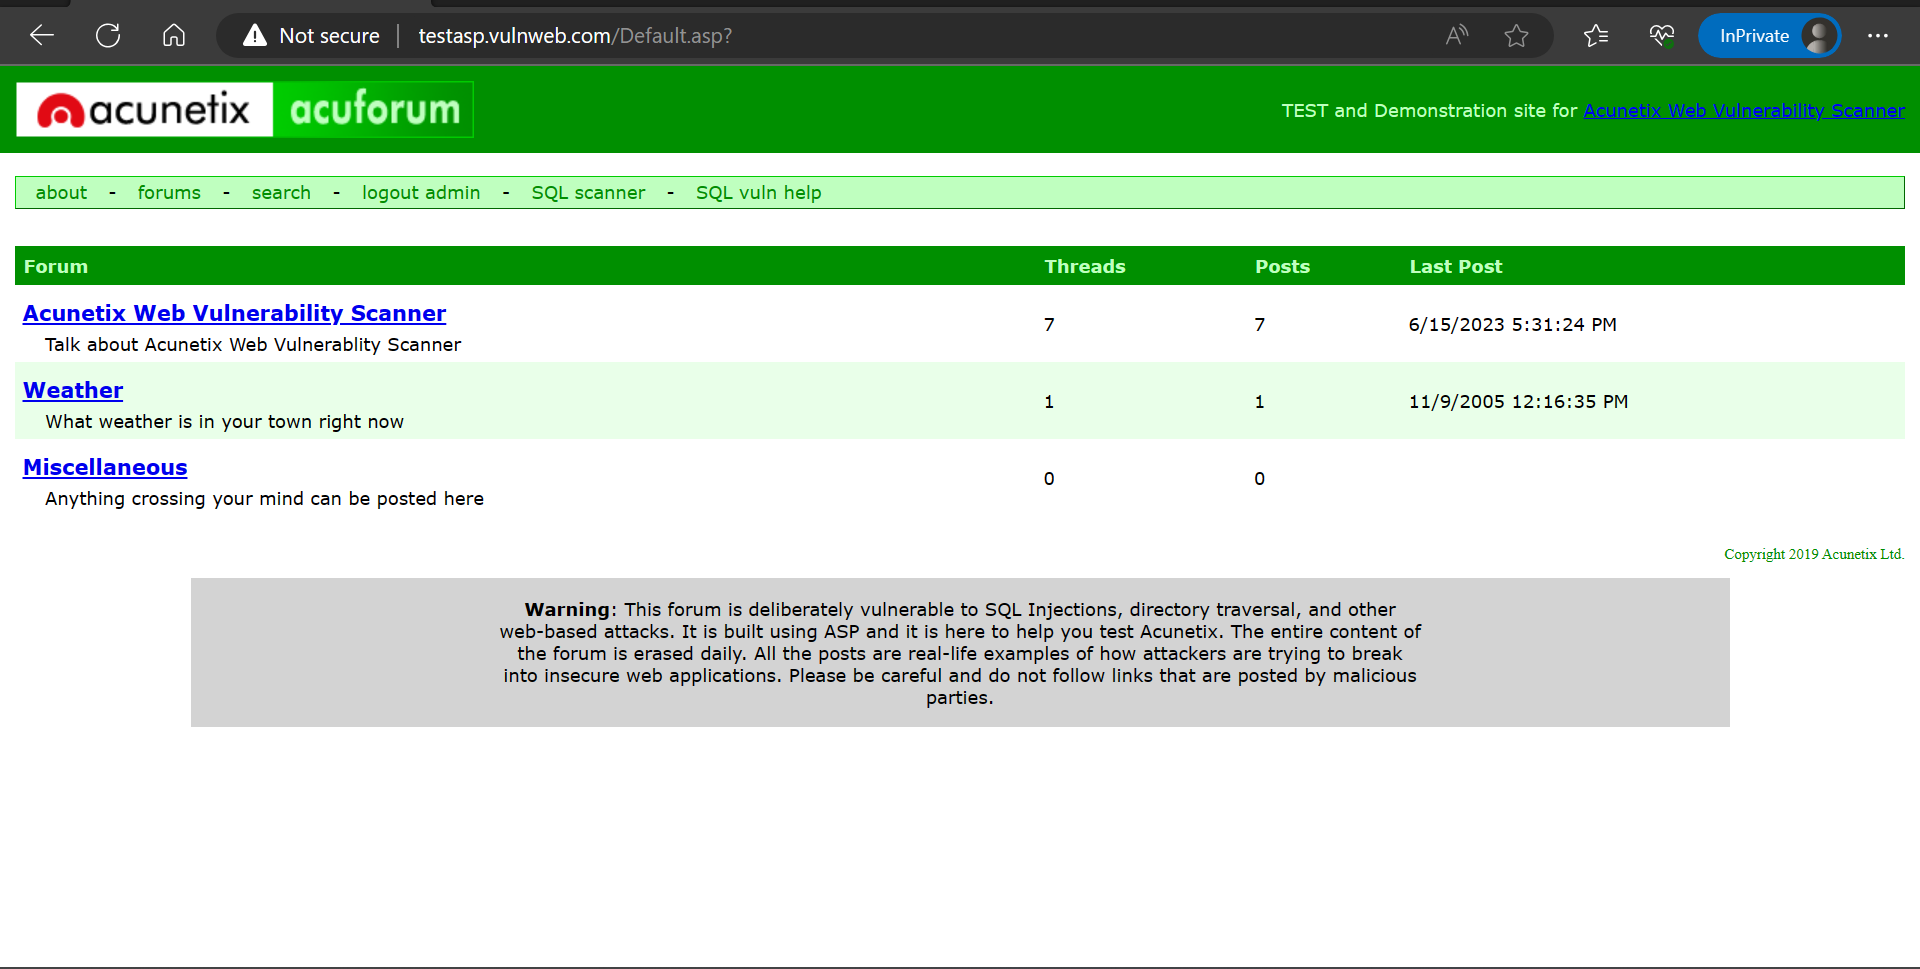 Not secure testasp.vulnweb.com/Default.asp? InPrivate
acunetix acuforum
TEST and Demonstration site for Acunetix Web Vulnerability Scanner
about - forums - search - logout admin - SQL scanner - SQL vuln help
Forum Threads Posts Last Post
Acunetix Web Vulnerability Scanner
Talk about Acunetix Web Vulnerablity Scanner
7 7 6/15/2023 5:31:24 PM
Weather
What weather is in your town right now
1 1 11/9/2005 12:16:35 PM
Miscellaneous
Anything crossing your mind can be posted here
0 0
Copyright 2019 Acunetix Ltd.
Warning: This forum is deliberately vulnerable to SQL Injections, directory traversal, and other
web-based attacks. It is built using ASP and it is here to help you test Acunetix. The entire content of
the forum is erased daily. All the posts are real-life examples of how attackers are trying to break
into insecure web applications. Please be careful and do not follow links that are posted by malicious
parties.